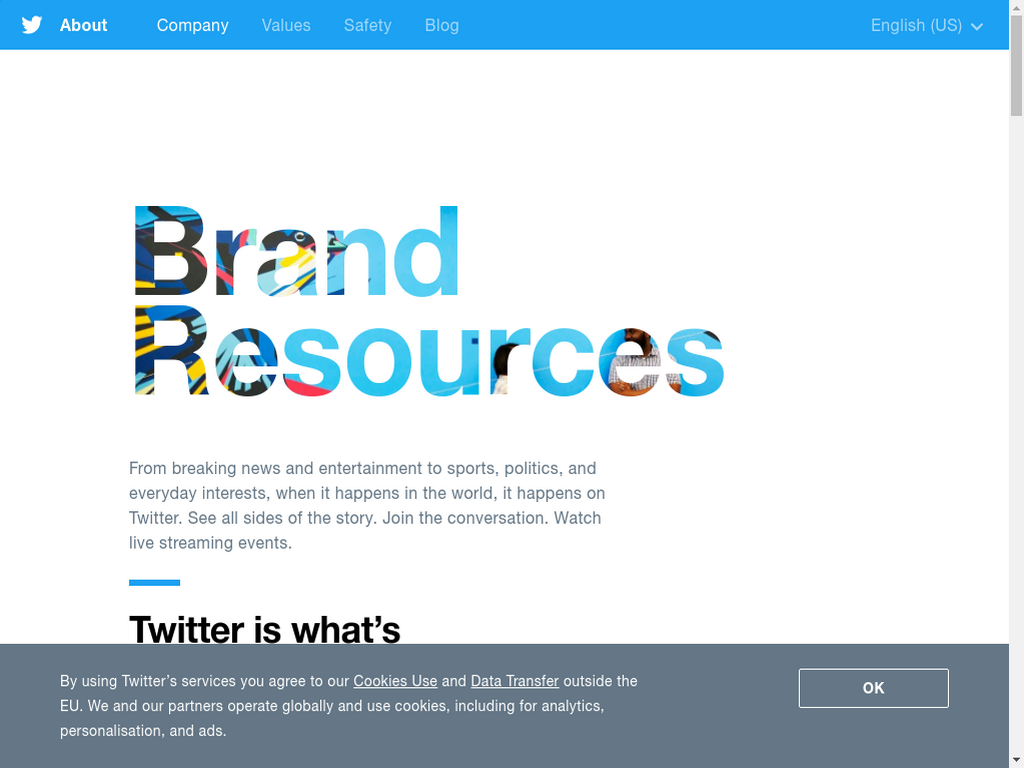 About Company Values Safety Blog English (US)
Brand
Resources
From breaking news and entertainment to sports, politics, and
everyday interests, when it happens in the world, it happens on
Twitter. See all sides of the story. Join the conversation. Watch
live streaming events.
Twitter is what’s
By using Twitter’s services you agree to our Cookies Use and Data Transfer outside the
EU. We and our partners operate globally and use cookies, including for analytics,
personalisation, and ads.
OK